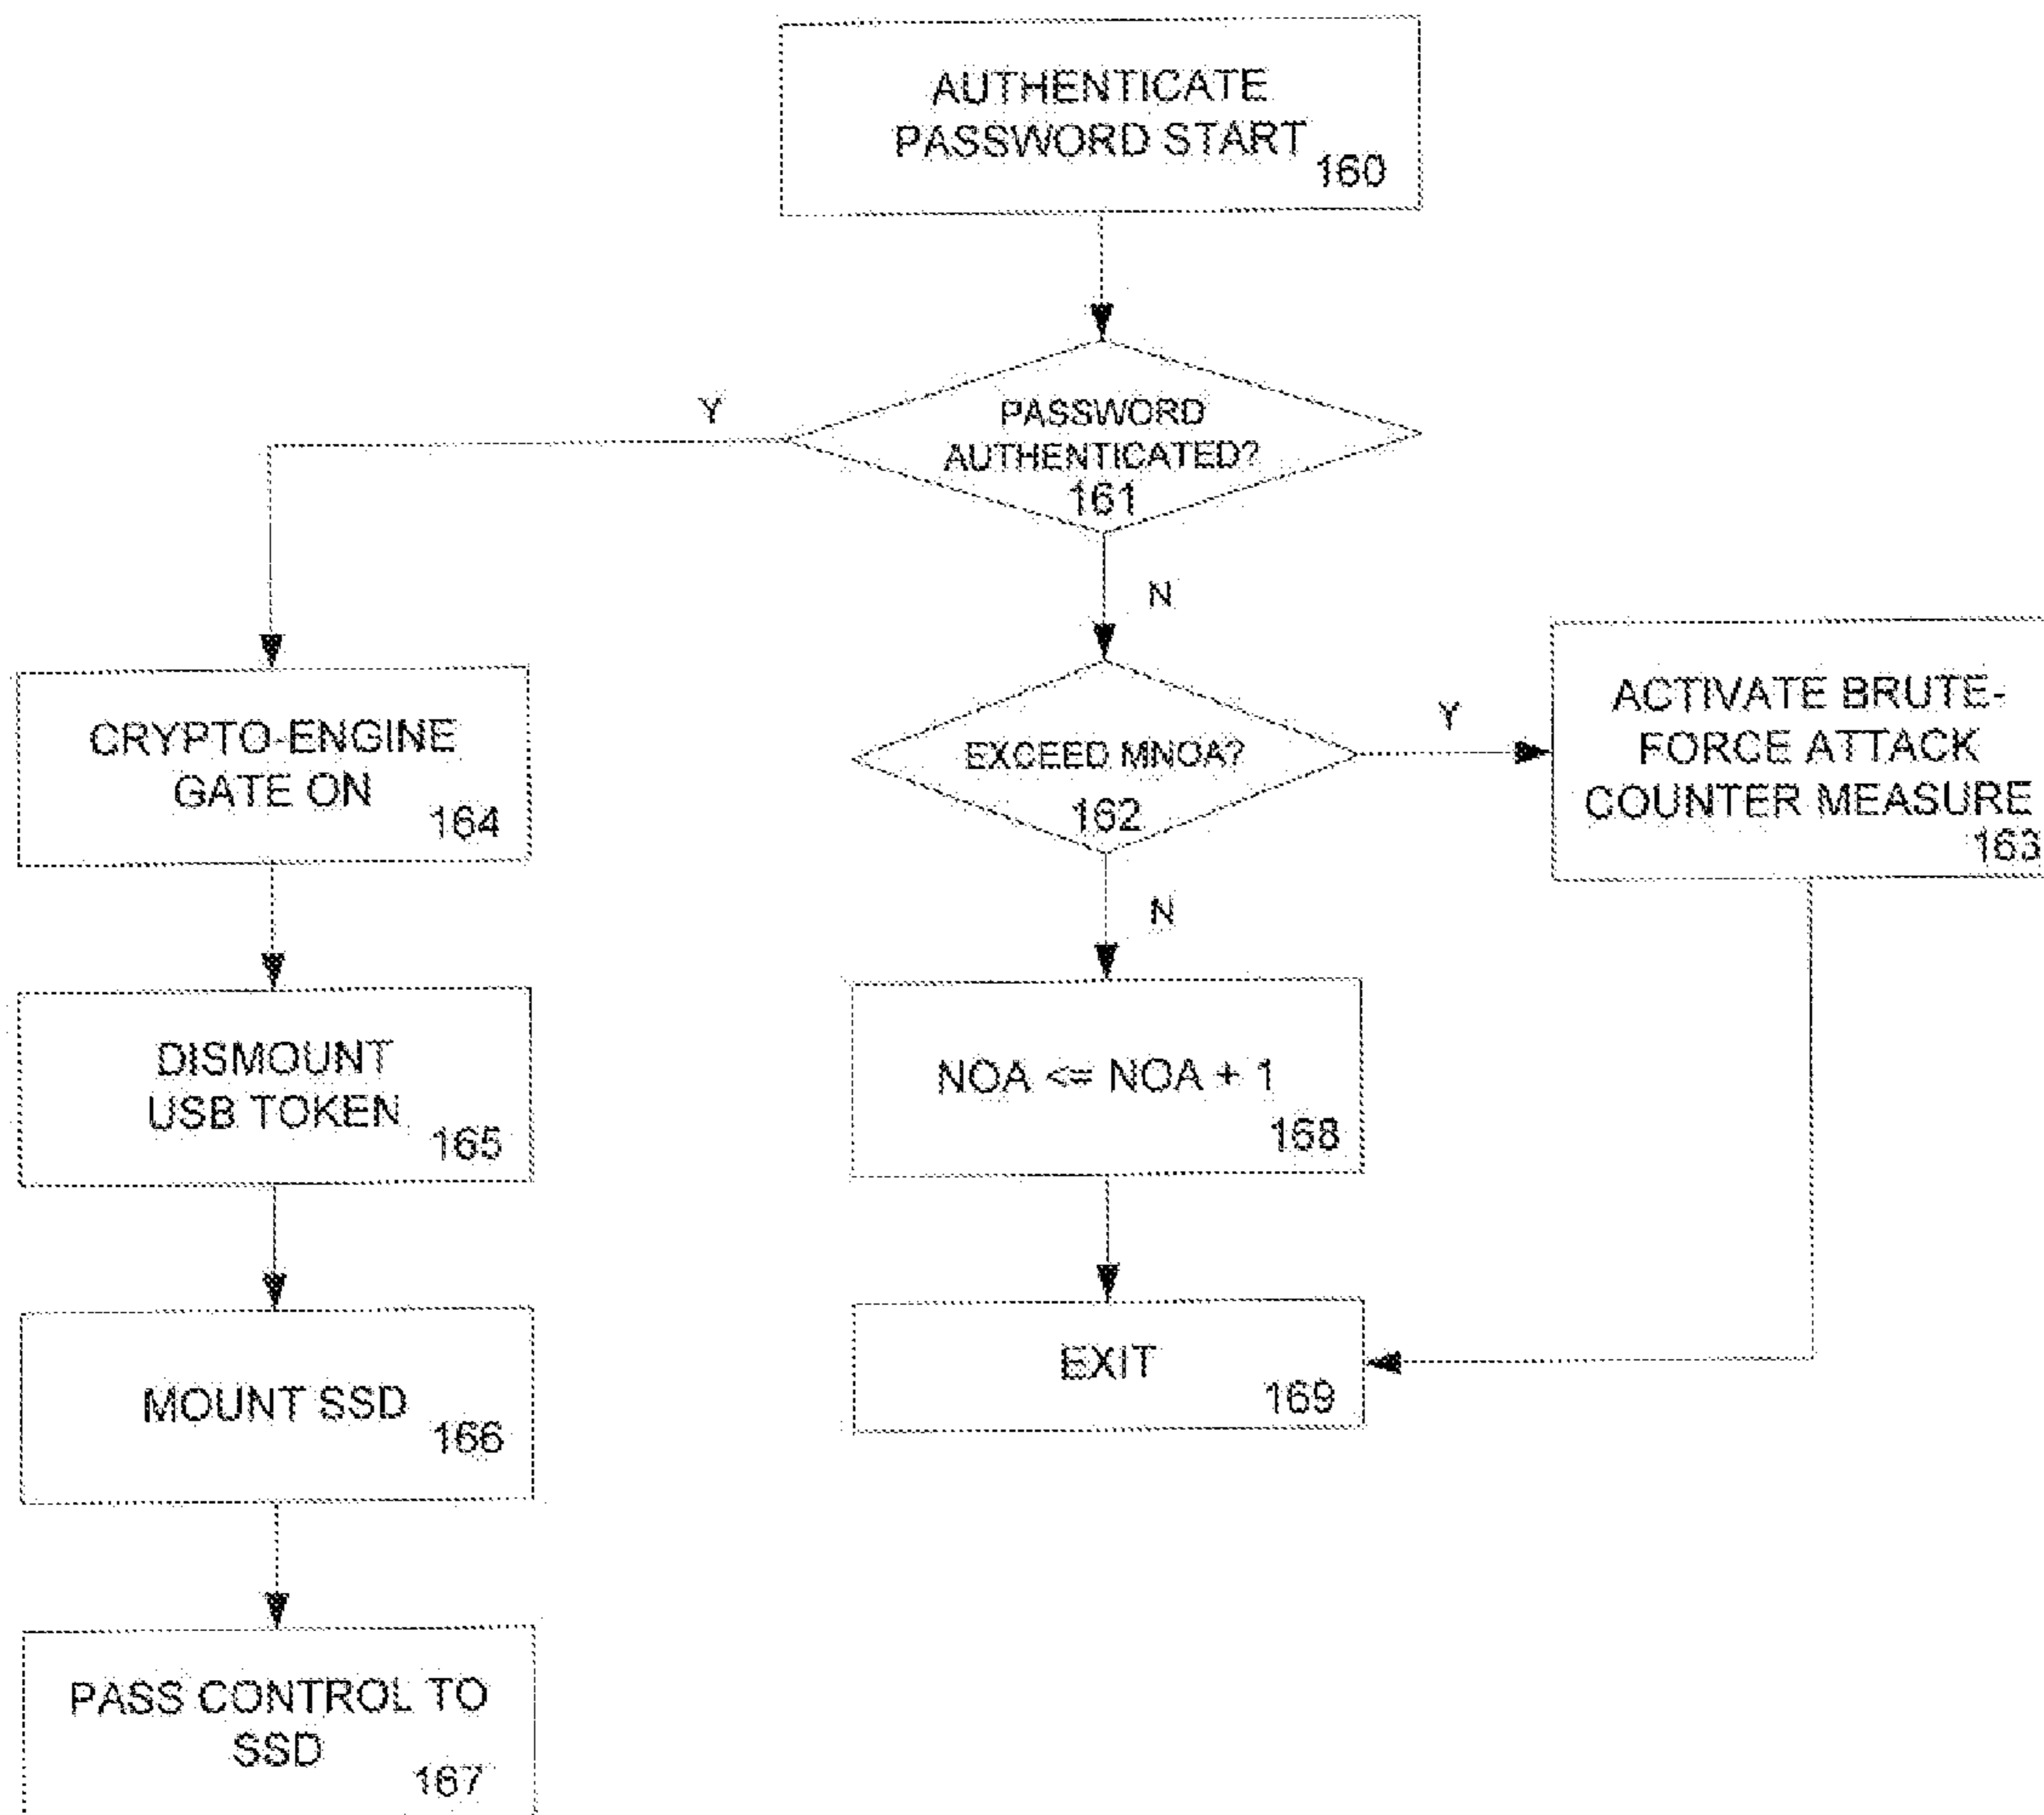 AUTHENTICATE
PASSWORD START
160
PASSWORD
AUTHENTICATED?
161
Y
N
CRYPTO-ENGINE
GATE ON
164
EXCEED MNOA?
162
Y
N
ACTIVATE BRUTE-
FORCE ATTACK
COUNTER MEASURE
163
DISMOUNT
USB TOKEN
165
NOA <= NOA + 1
168
MOUNT SSD
166
EXIT
169
PASS CONTROL TO
SSD
167